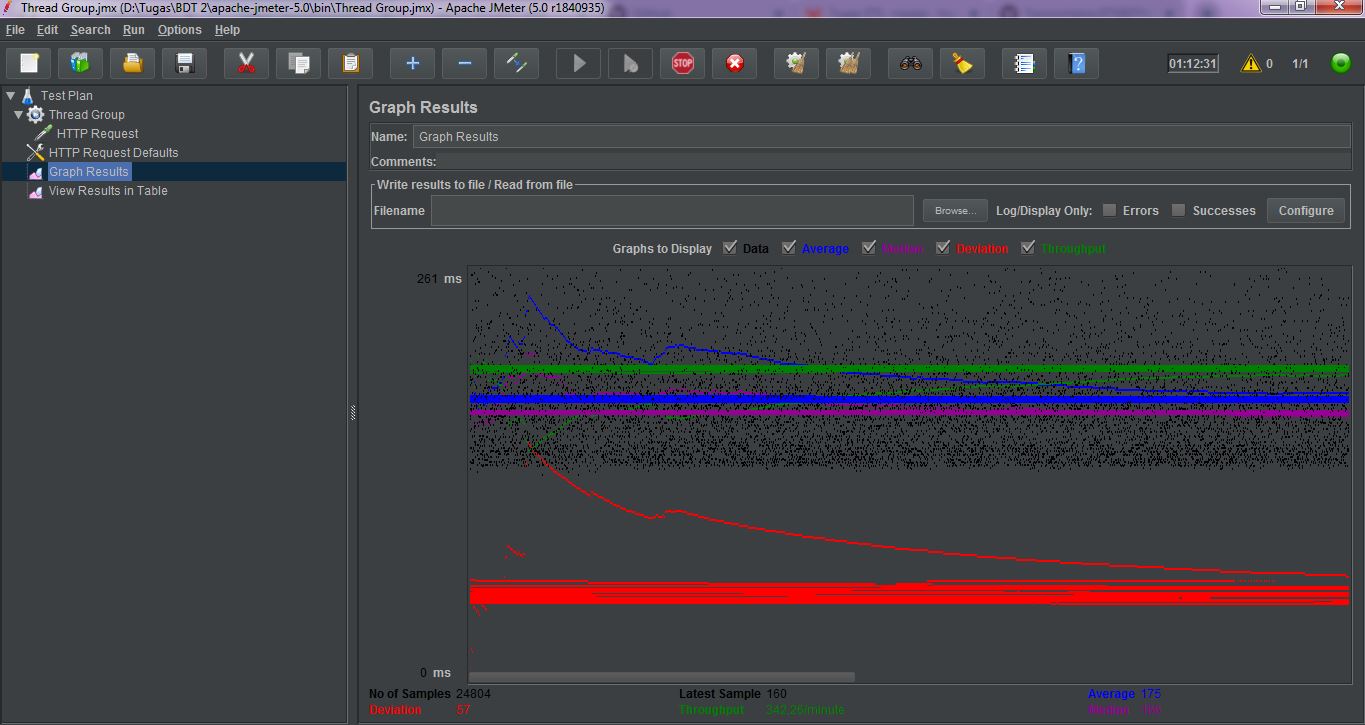 Thread Group.jmx (D:\Tugas\BDT 2\apache-jmeter-5.0\bin\Thread Group.jmx) - Apache JMeter (5.0 r1840935)
File Edit Search Run Options Help
STOP 01:12:31 0 1/1
Test Plan
Thread Group
HTTP Request
HTTP Request Defaults
Graph Results
View Results in Table
Graph Results
Name: Graph Results
Comments:
Write results to file / Read from file
Filename Browse... Log/Display Only: Errors Successes Configure
Graphs to Display Data Average Median Deviation Throughput
261 ms
0 ms
No of Samples 24804 Latest Sample 160 Average 175
Deviation 57 Throughput 342,26/minute Median